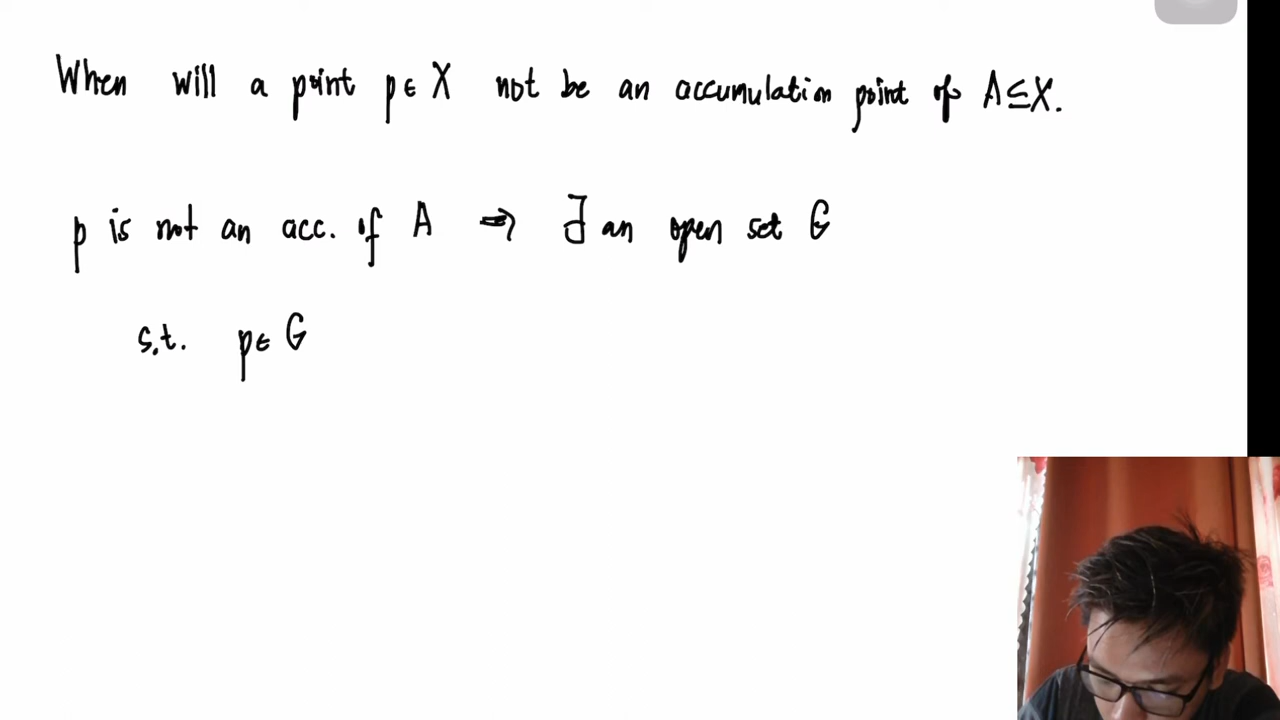 When will a point p ∈ X not be an accumulation point of A ⊆ X.
p is not an acc. of A ⇒ ∃ an open set G
s.t. p ∈ G